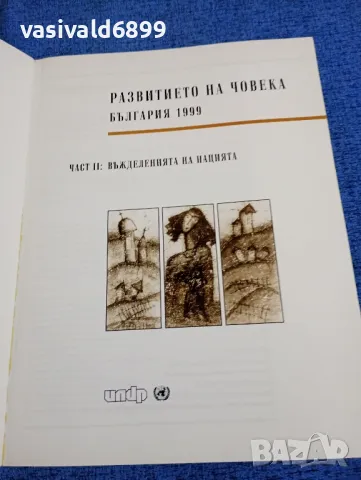 vasivald6899
РАЗВИТИЕТО НА ЧОВЕКА
БЪЛГАРИЯ 1999
ЧАСТ II: ВЪЖДЕЛЕНИЯТА НА НАЦИЯТА
undp
BAZAR